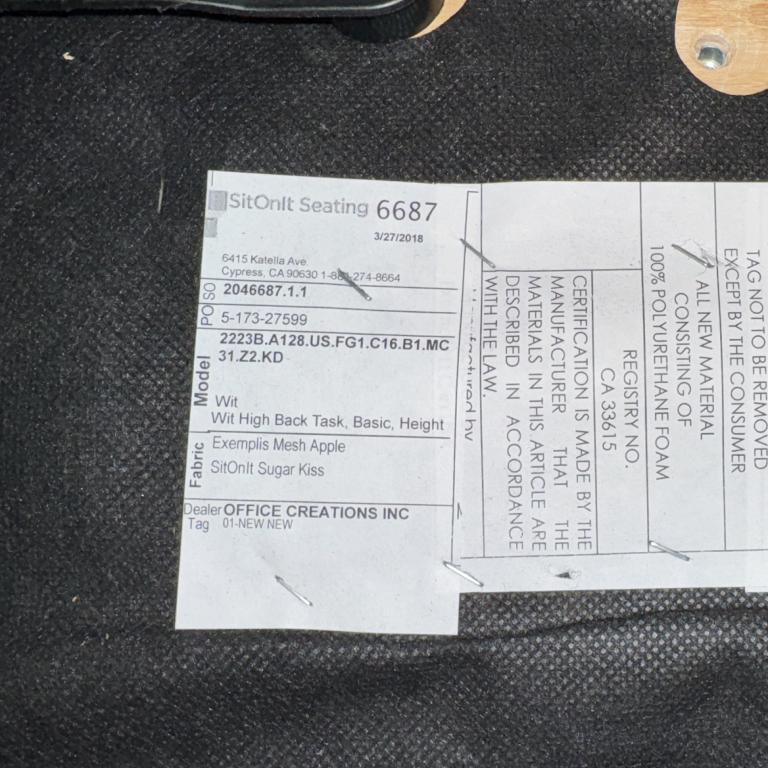 SitOnIt Seating 6687
3/27/2018
6415 Katella Ave.
Cypress, CA 90630 1-888-274-8664
SO 2046687.1.1
PO 5-173-27599
Model 2223B.A128.US.FG1.C16.B1.MC
31.Z2.KD
Wit
Wit High Back Task, Basic, Height
Fabric Exemplis Mesh Apple
SitOnIt Sugar Kiss
Dealer OFFICE CREATIONS INC
Tag 01-NEW NEW
TAG NOT TO BE REMOVED
EXCEPT BY THE CONSUMER
ALL NEW MATERIAL
CONSISTING OF
100% POLYURETHANE FOAM
REGISTRY NO.
CA 33615
CERTIFICATION IS MADE BY THE
MANUFACTURER THAT THE
MATERIALS IN THIS ARTICLE ARE
DESCRIBED IN ACCORDANCE
WITH THE LAW.